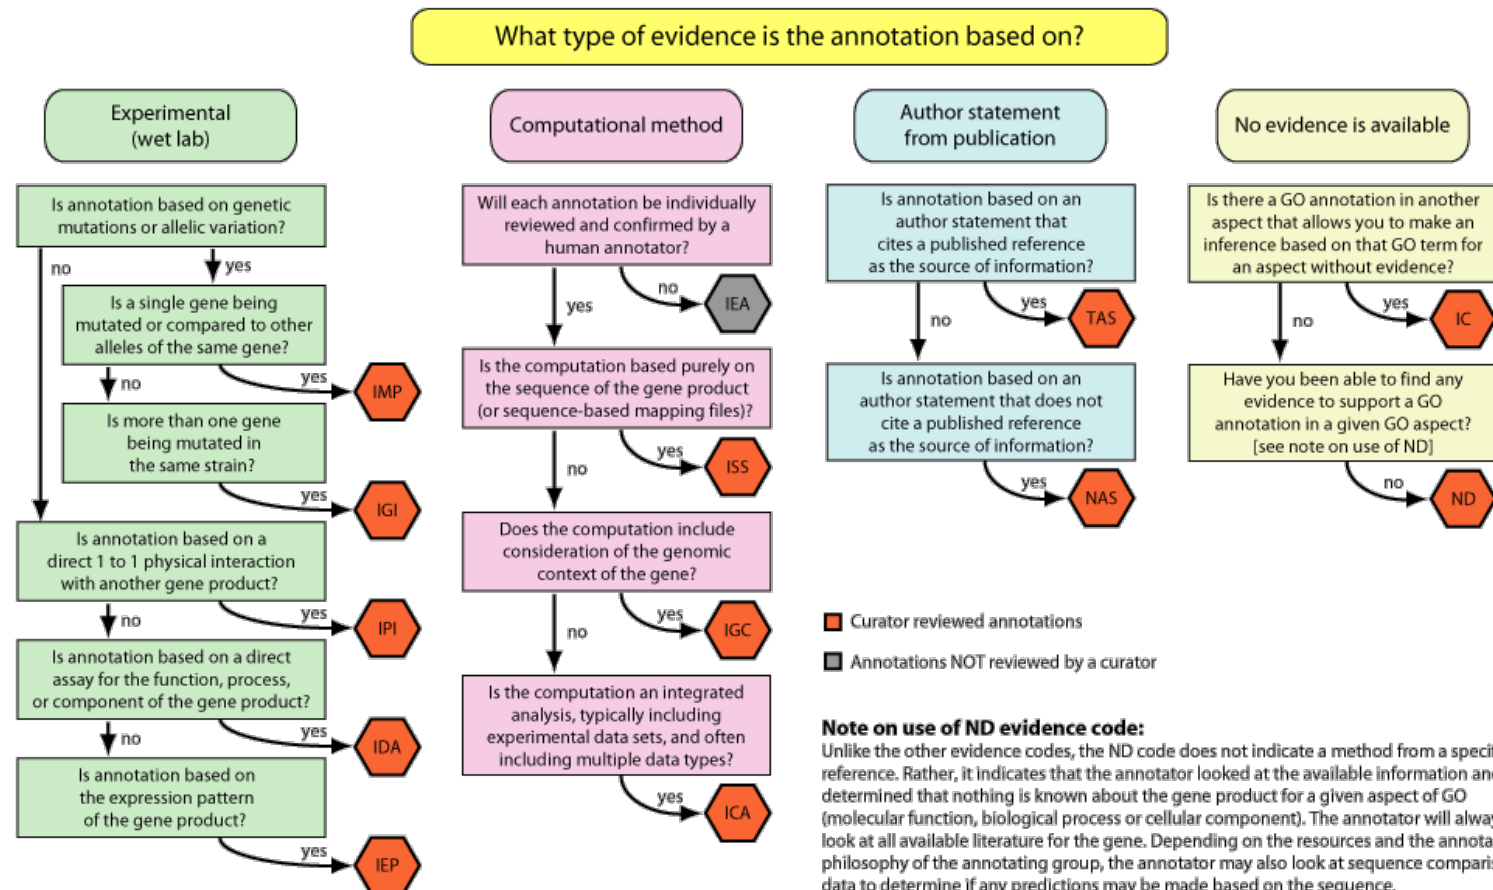 What type of evidence is the annotation based on?
Experimental
(wet lab)
Is annotation based on genetic
mutations or allelic variation?
no
yes
Is a single gene being
mutated or compared to other
alleles of the same gene?
no
yes
IMP
Is more than one gene
being mutated in
the same strain?
yes
IGI
Is annotation based on a
direct 1 to 1 physical interaction
with another gene product?
no
yes
IPI
Is annotation based on a direct
assay for the function, process,
or component of the gene product?
no
yes
IDA
Is annotation based on
the expression pattern
of the gene product?
yes
IEP
Computational method
Will each annotation be individually
reviewed and confirmed by a
human annotator?
no
IEA
yes
Is the computation based purely on
the sequence of the gene product
(or sequence-based mapping files)?
yes
ISS
no
Does the computation include
consideration of the genomic
context of the gene?
yes
IGC
no
Is the computation an integrated
analysis, typically including
experimental data sets, and often
including multiple data types?
yes
ICA
Author statement
from publication
Is annotation based on an
author statement that
cites a published reference
as the source of information?
yes
TAS
no
Is annotation based on an
author statement that does not
cite a published reference
as the source of information?
yes
NAS
No evidence is available
Is there a GO annotation in another
aspect that allows you to make an
inference based on that GO term for
an aspect without evidence?
yes
IC
no
Have you been able to find any
evidence to support a GO
annotation in a given GO aspect?
[see note on use of ND]
no
ND
Curator reviewed annotations
Annotations NOT reviewed by a curator
Note on use of ND evidence code:
Unlike the other evidence codes, the ND code does not indicate a method from a specif
reference. Rather, it indicates that the annotator looked at the available information an
determined that nothing is known about the gene product for a given aspect of GO
(molecular function, biological process or cellular component). The annotator will alway
look at all available literature for the gene. Depending on the resources and the annota
philosophy of the annotating group, the annotator may also look at sequence comparis
data to determine if any predictions may be made based on the sequence.